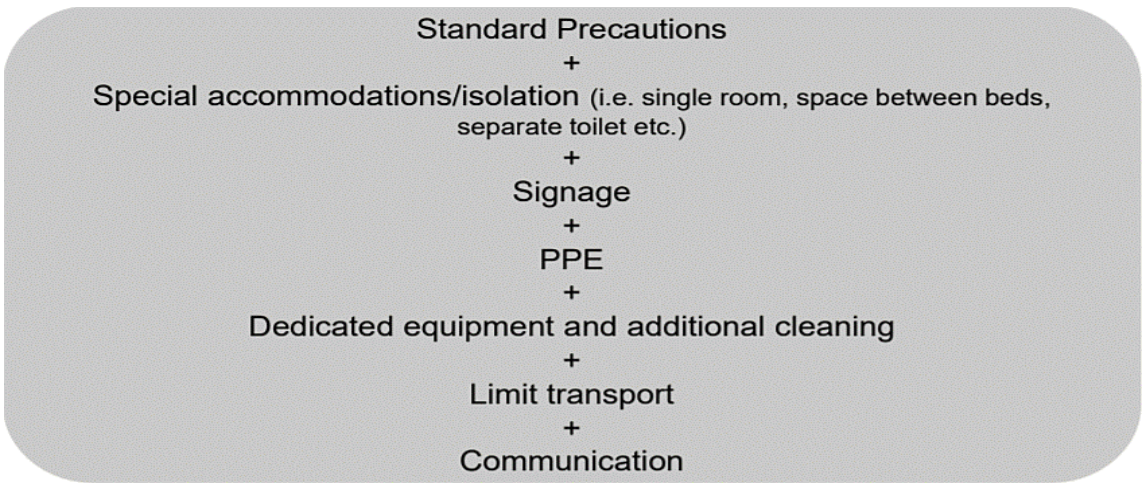 Standard Precautions
+
Special accommodations/isolation (i.e. single room, space between beds,
separate toilet etc.)
+
Signage
+
PPE
+
Dedicated equipment and additional cleaning
+
Limit transport
+
Communication